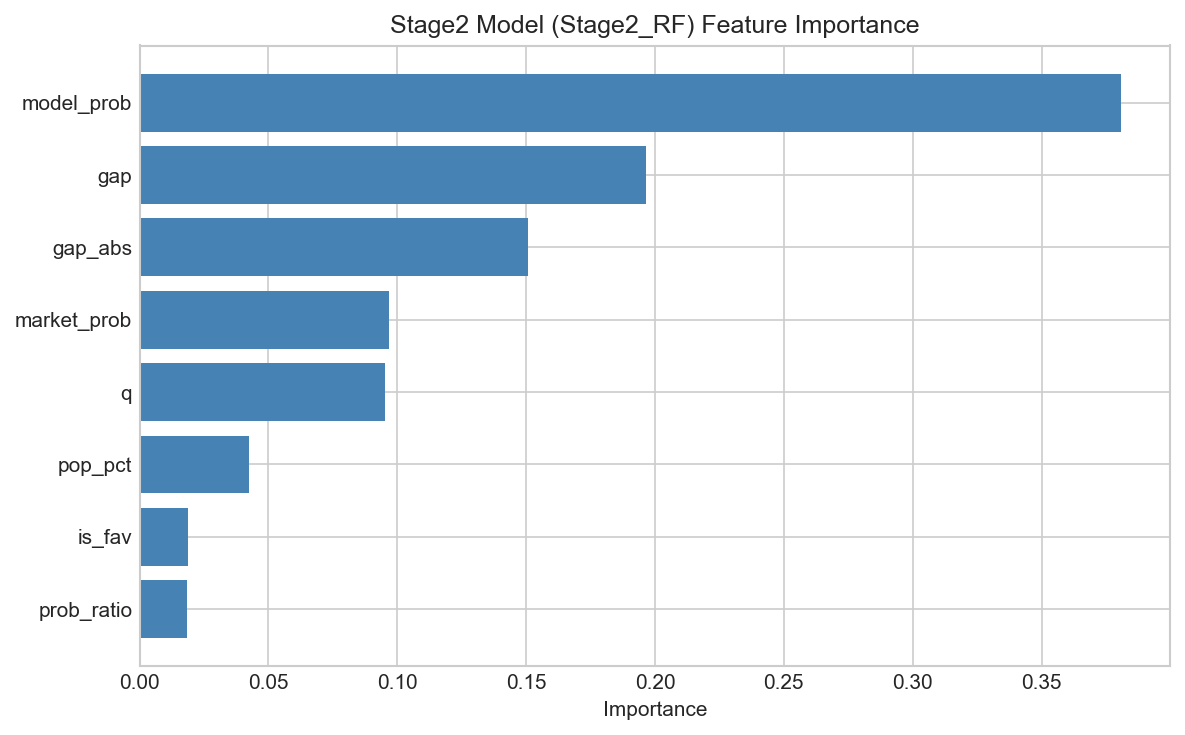 Stage2 Model (Stage2_RF) Feature Importance
model_prob
gap
gap_abs
market_prob
q
pop_pct
is_fav
prob_ratio
0.00 0.05 0.10 0.15 0.20 0.25 0.30 0.35
Importance